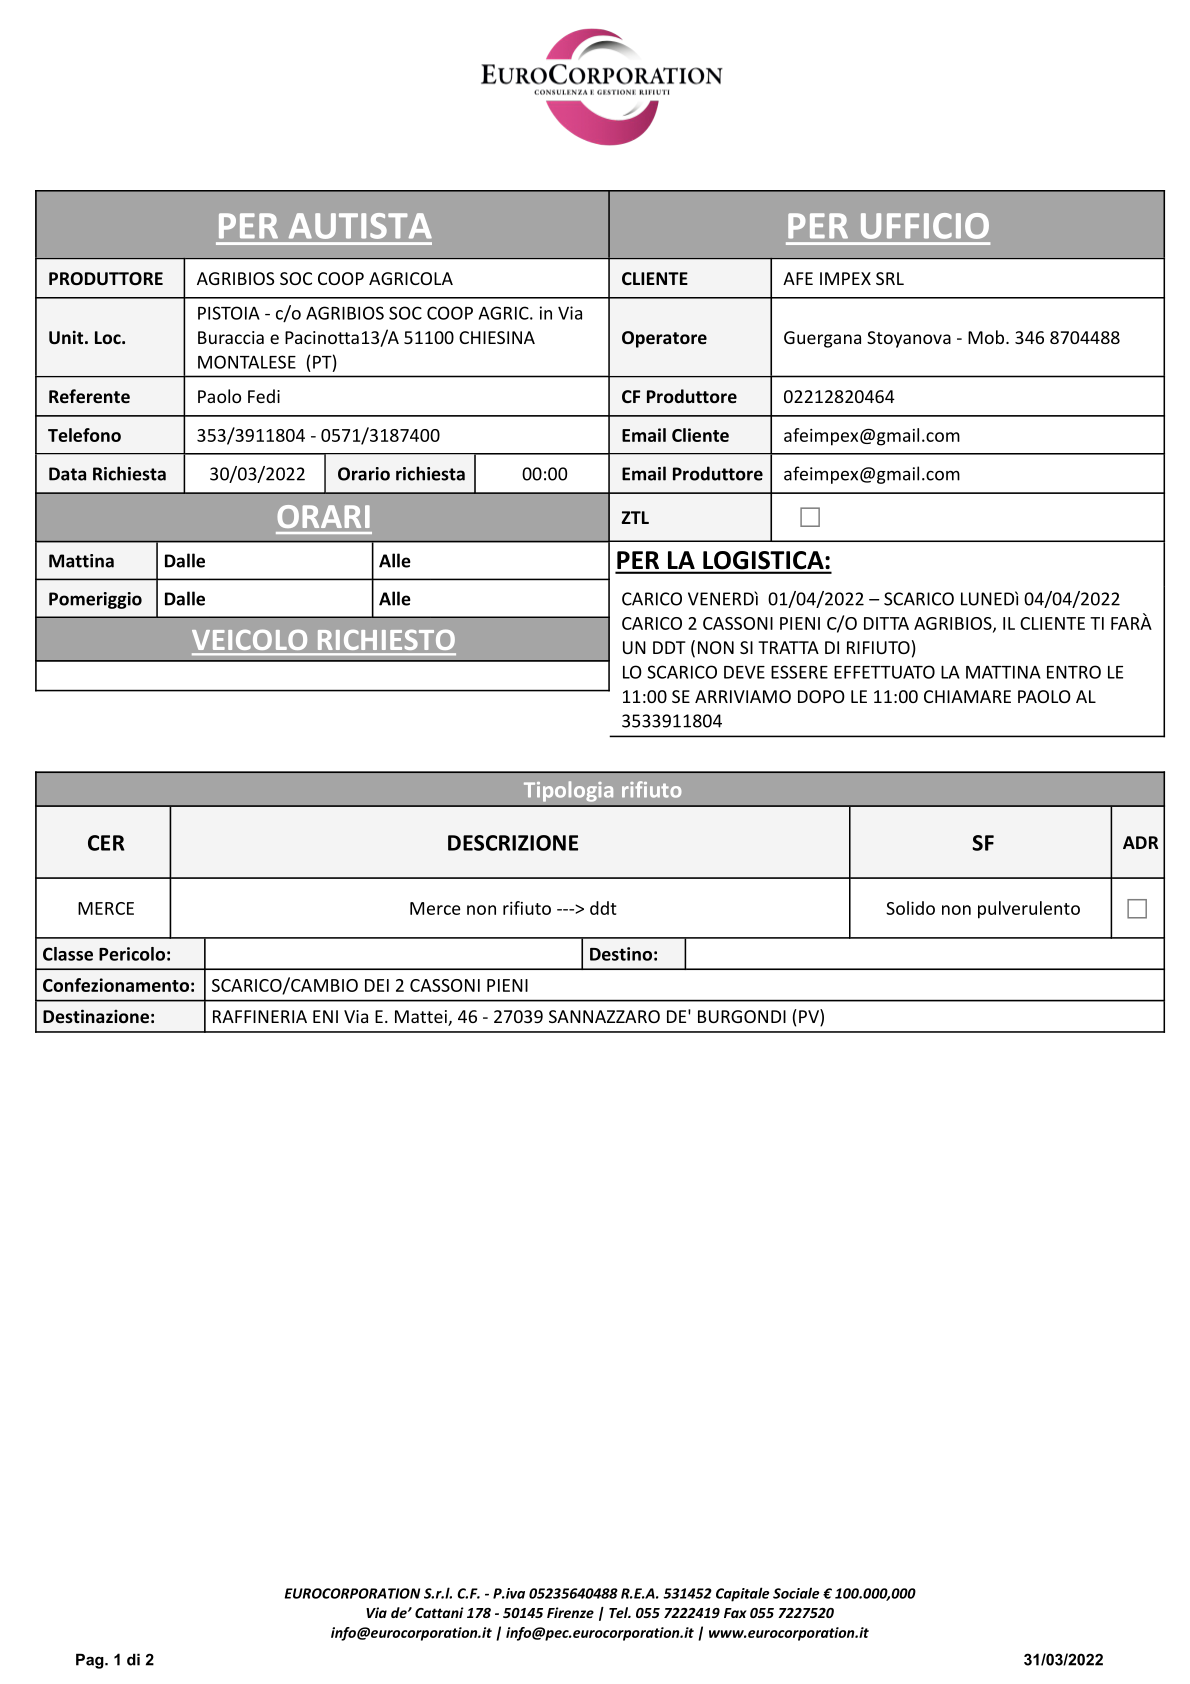 EUROCORPORATION
CONSULENZA E GESTIONE RIFIUTI
PER AUTISTA
PER UFFICIO
PRODUTTORE AGRIBIOS SOC COOP AGRICOLA
CLIENTE AFE IMPEX SRL
Unit. Loc.
PISTOIA - c/o AGRIBIOS SOC COOP AGRIC. in Via
Buraccia e Pacinotta13/A 51100 CHIESINA
MONTALESE  (PT)
Operatore Guergana Stoyanova - Mob. 346 8704488
Referente Paolo Fedi
CF Produttore 02212820464
Telefono 353/3911804 - 0571/3187400
Email Cliente afeimpex@gmail.com
Data Richiesta 30/03/2022 Orario richiesta 00:00
Email Produttore afeimpex@gmail.com
ORARI
ZTL
Mattina Dalle Alle
Pomeriggio Dalle Alle
VEICOLO RICHIESTO
PER LA LOGISTICA:
CARICO VENERDì  01/04/2022 – SCARICO LUNEDì 04/04/2022
CARICO 2 CASSONI PIENI C/O DITTA AGRIBIOS, IL CLIENTE TI FARÀ
UN DDT (NON SI TRATTA DI RIFIUTO)
LO SCARICO DEVE ESSERE EFFETTUATO LA MATTINA ENTRO LE
11:00 SE ARRIVIAMO DOPO LE 11:00 CHIAMARE PAOLO AL
3533911804
Tipologia rifiuto
CER DESCRIZIONE SF ADR
MERCE Merce non rifiuto ---> ddt Solido non pulverulento
Classe Pericolo: Destino:
Confezionamento: SCARICO/CAMBIO DEI 2 CASSONI PIENI
Destinazione: RAFFINERIA ENI Via E. Mattei, 46 - 27039 SANNAZZARO DE' BURGONDI (PV)
EUROCORPORATION S.r.l. C.F. - P.iva 05235640488 R.E.A. 531452 Capitale Sociale € 100.000,000
Via de’ Cattani 178 - 50145 Firenze | Tel. 055 7222419 Fax 055 7227520
info@eurocorporation.it | info@pec.eurocorporation.it | www.eurocorporation.it
Pag. 1 di 2 31/03/2022